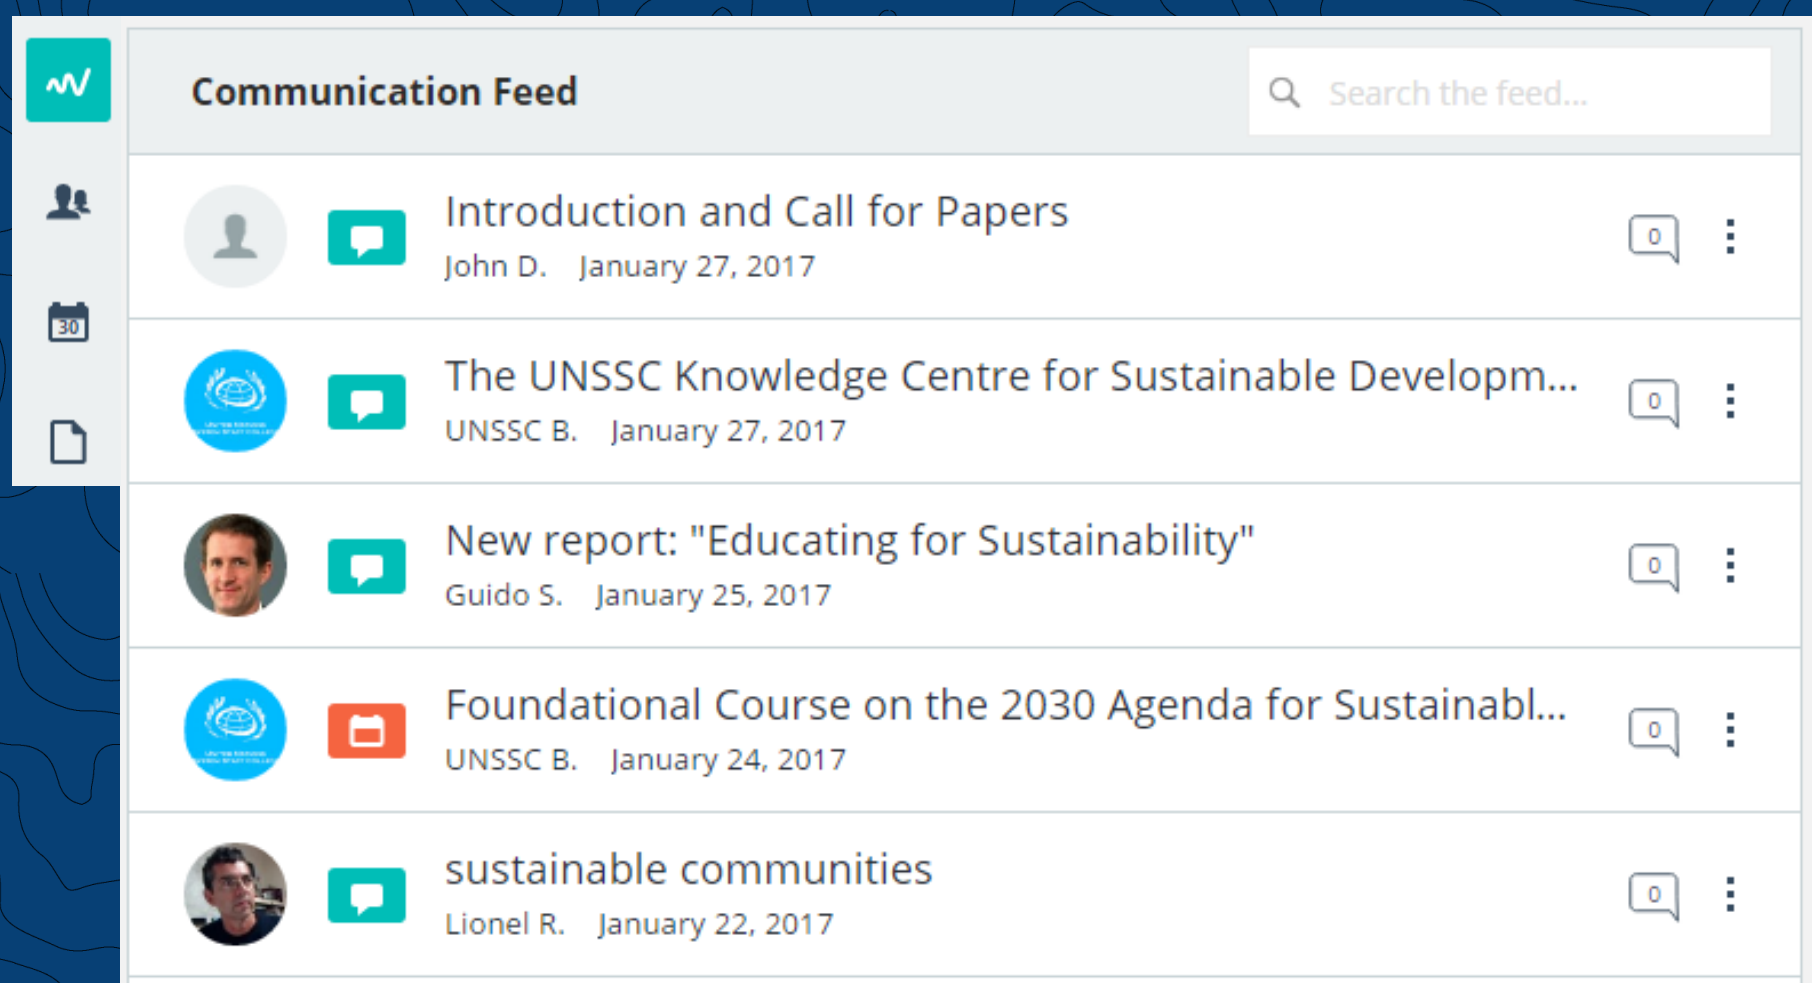 Communication Feed
Search the feed...
30
Introduction and Call for Papers
0
John D. January 27, 2017
The UNSSC Knowledge Centre for Sustainable Developm...
0
UNSSC B. January 27, 2017
New report: "Educating for Sustainability"
0
Guido S. January 25, 2017
Foundational Course on the 2030 Agenda for Sustainabl...
0
UNSSC B. January 24, 2017
sustainable communities
0
Lionel R. January 22, 2017